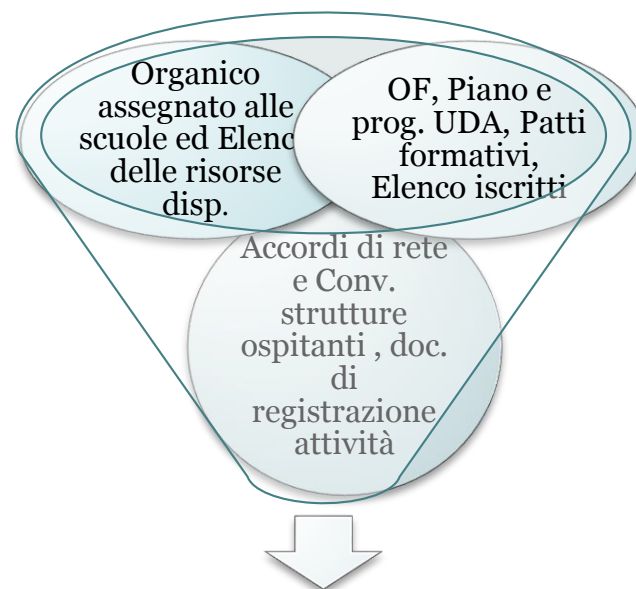 Organico
assegnato alle
scuole ed Elenc
delle risorse
disp.
OF, Piano e
prog. UDA, Patti
formativi,
Elenco iscritti
Accordi di rete
e Conv.
strutture
ospitanti , doc.
di
registrazione
attività